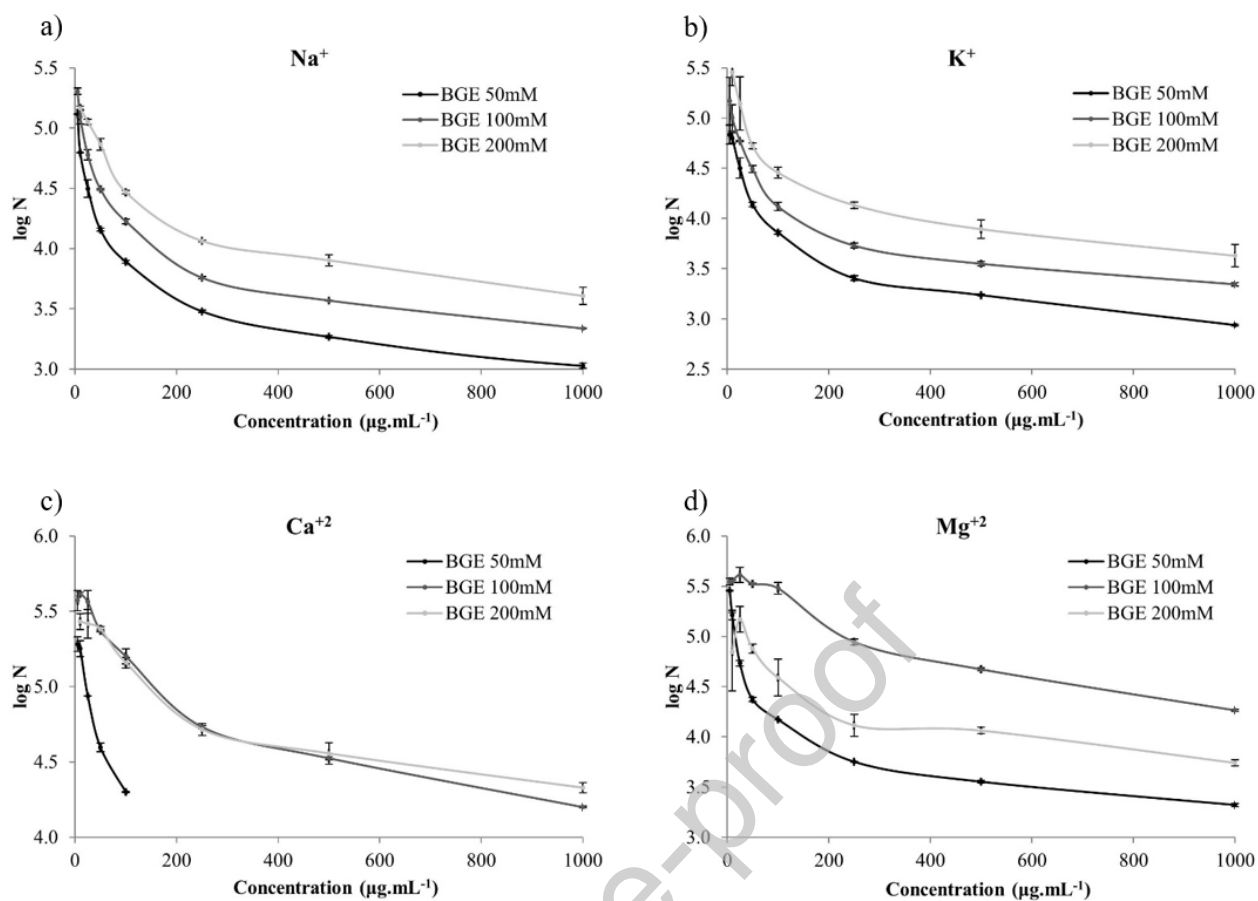 a)
Na⁺
5.5
5.0
4.5
4.0
3.5
3.0
log N
BGE 50mM
BGE 100mM
BGE 200mM
0 200 400 600 800 1000
Concentration (µg.mL⁻¹)
b)
K⁺
5.5
5.0
4.5
4.0
3.5
3.0
2.5
log N
BGE 50mM
BGE 100mM
BGE 200mM
0 200 400 600 800 1000
Concentration (µg.mL⁻¹)
c)
Ca⁺²
6.0
5.5
5.0
4.5
4.0
log N
BGE 50mM
BGE 100mM
BGE 200mM
0 200 400 600 800 1000
Concentration (µg.mL⁻¹)
d)
Mg⁺²
6.0
5.5
5.0
4.5
4.0
3.5
3.0
log N
BGE 50mM
BGE 100mM
BGE 200mM
0 200 400 600 800 1000
Concentration (µg.mL⁻¹)
e-proof